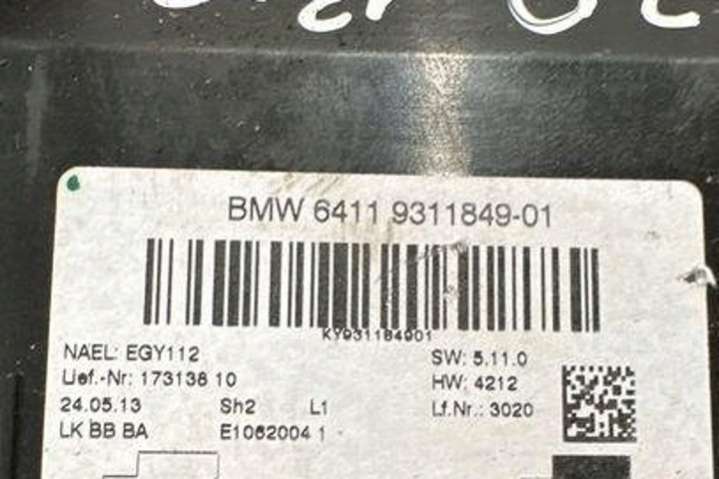 BMW 6411 9311849-01
KY931184901
NAEL: EGY112
Lief.-Nr: 173138 10
24.05.13 Sh2 L1
LK BB BA E1062004 1
SW: 5.11.0
HW: 4212
Lf.Nr.: 3020